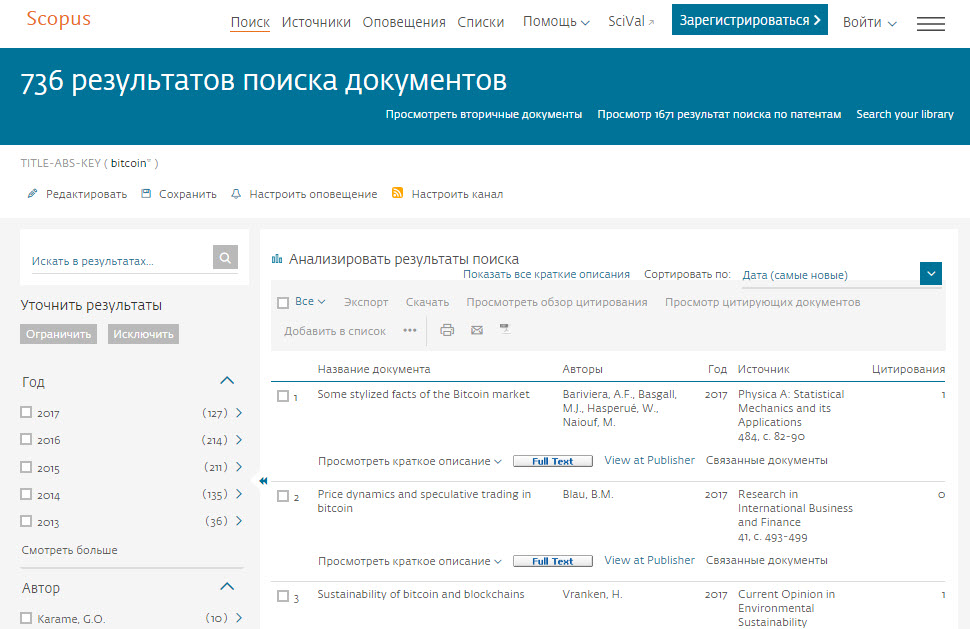 Scopus
Поиск Источники Оповещения Списки Помощь SciVal Зарегистрироваться Войти
736 результатов поиска документов
Просмотреть вторичные документы Просмотр 1671 результат поиска по патентам Search your library
TITLE-ABS-KEY ( bitcoin* )
Редактировать Сохранить Настроить оповещение Настроить канал
Искать в результатах...
Уточнить результаты
Ограничить Исключить
Год
2017 (127)
2016 (214)
2015 (211)
2014 (135)
2013 (36)
Смотреть больше
Автор
Karame, G.O. (10)
Анализировать результаты поиска
Показать все краткие описания Сортировать по: Дата (самые новые)
Все Экспорт Скачать Просмотреть обзор цитирования Просмотр цитирующих документов
Добавить в список •••
Название документа Авторы Год Источник Цитирования
1 Some stylized facts of the Bitcoin market Bariviera, A.F., Basgall, 2017 Physica A: Statistical 1
M.J., Hasperué, W., Mechanics and its
Naiouf, M. Applications
484, с. 82-90
Просмотреть краткое описание Full Text View at Publisher Связанные документы
2 Price dynamics and speculative trading in Blau, B.M. 2017 Research in 0
bitcoin International Business
and Finance
41, с. 493-499
Просмотреть краткое описание Full Text View at Publisher Связанные документы
3 Sustainability of bitcoin and blockchains Vranken, H. 2017 Current Opinion in 1
Environmental
Sustainability